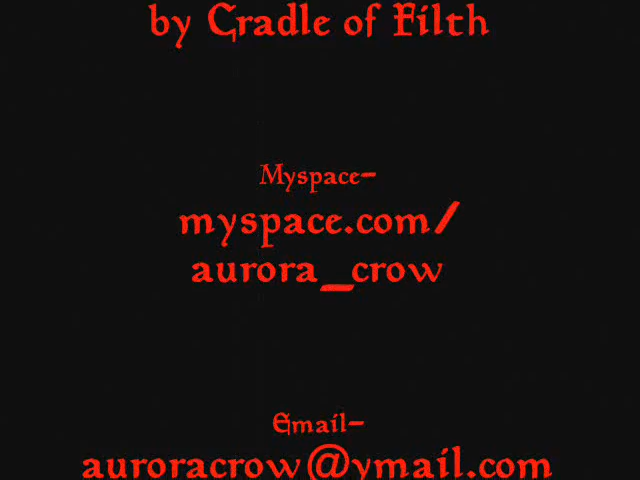 by Cradle of Filth
Myspace-
myspace.com/
aurora_crow
Email-
auroracrow@ymail.com